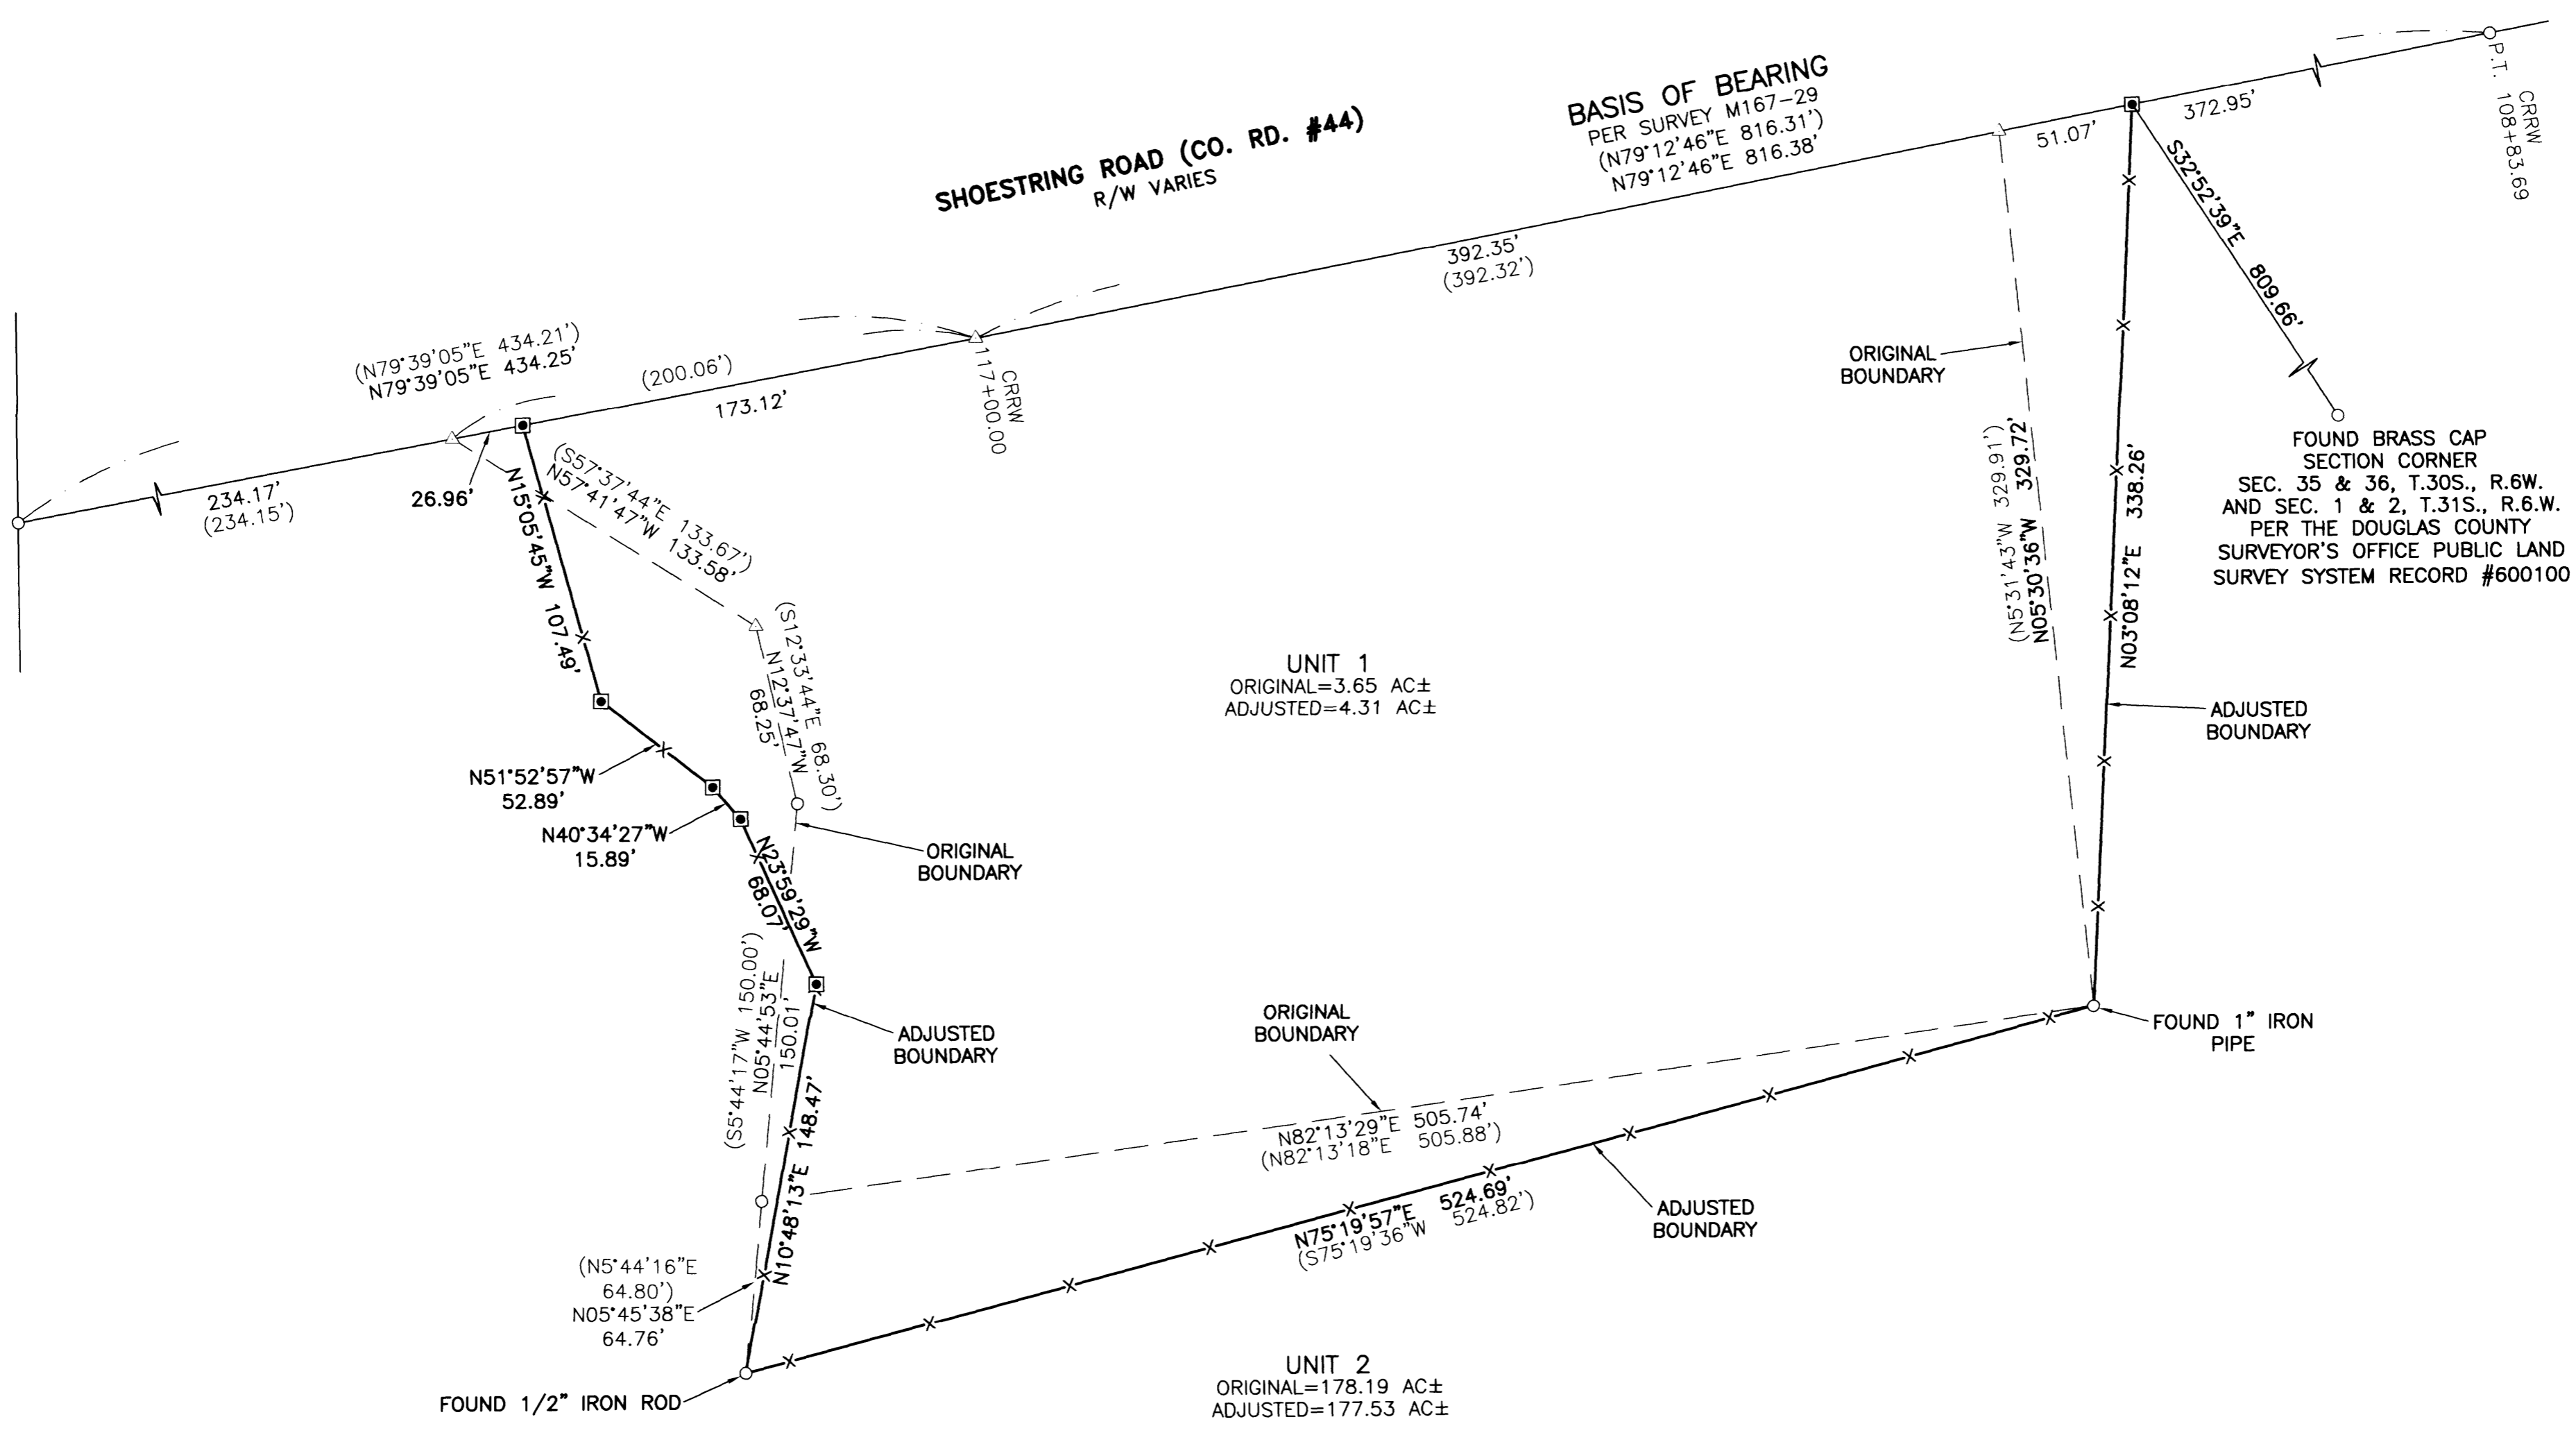 SHOESTRING ROAD (CO. RD. #44)
R/W VARIES
BASIS OF BEARING
PER SURVEY M167-29
(N79°12'46"E 816.31')
N79°12'46"E 816.38'
372.95'
P.T. 108+83.69
CRRW
51.07'
S32°52'39"E 809.66'
392.35'
(392.32')
(N79°39'05"E 434.21')
N79°39'05"E 434.25'
(200.06')
173.12'
117+00.00
CRRW
234.17'
(234.15')
26.96'
N15°05'45"W 107.49'
(S57°37'44"E 133.67')
N57°41'47"W 133.58'
(S12°33'44"E 68.30')
N12°37'47"W
68.25'
ORIGINAL
BOUNDARY
(N5°31'43"W 329.91')
N05°30'36"W 329.72'
N03°08'12"E 338.26'
FOUND BRASS CAP
SECTION CORNER
SEC. 35 & 36, T.30S., R.6W.
AND SEC. 1 & 2, T.31S., R.6.W.
PER THE DOUGLAS COUNTY
SURVEYOR'S OFFICE PUBLIC LAND
SURVEY SYSTEM RECORD #600100
UNIT 1
ORIGINAL=3.65 AC±
ADJUSTED=4.31 AC±
ADJUSTED
BOUNDARY
N51°52'57"W
52.89'
N40°34'27"W
15.89'
N23°59'29"W
68.07'
ORIGINAL
BOUNDARY
(S5°44'17"W 150.00')
N05°44'53"E
150.01'
ADJUSTED
BOUNDARY
N10°48'13"E 148.47'
ORIGINAL
BOUNDARY
FOUND 1" IRON
PIPE
N82°13'29"E 505.74'
(N82°13'18"E 505.88')
N75°19'57"E 524.69'
(S75°19'36"W 524.82')
ADJUSTED
BOUNDARY
(N5°44'16"E
64.80')
N05°45'38"E
64.76'
FOUND 1/2" IRON ROD
UNIT 2
ORIGINAL=178.19 AC±
ADJUSTED=177.53 AC±